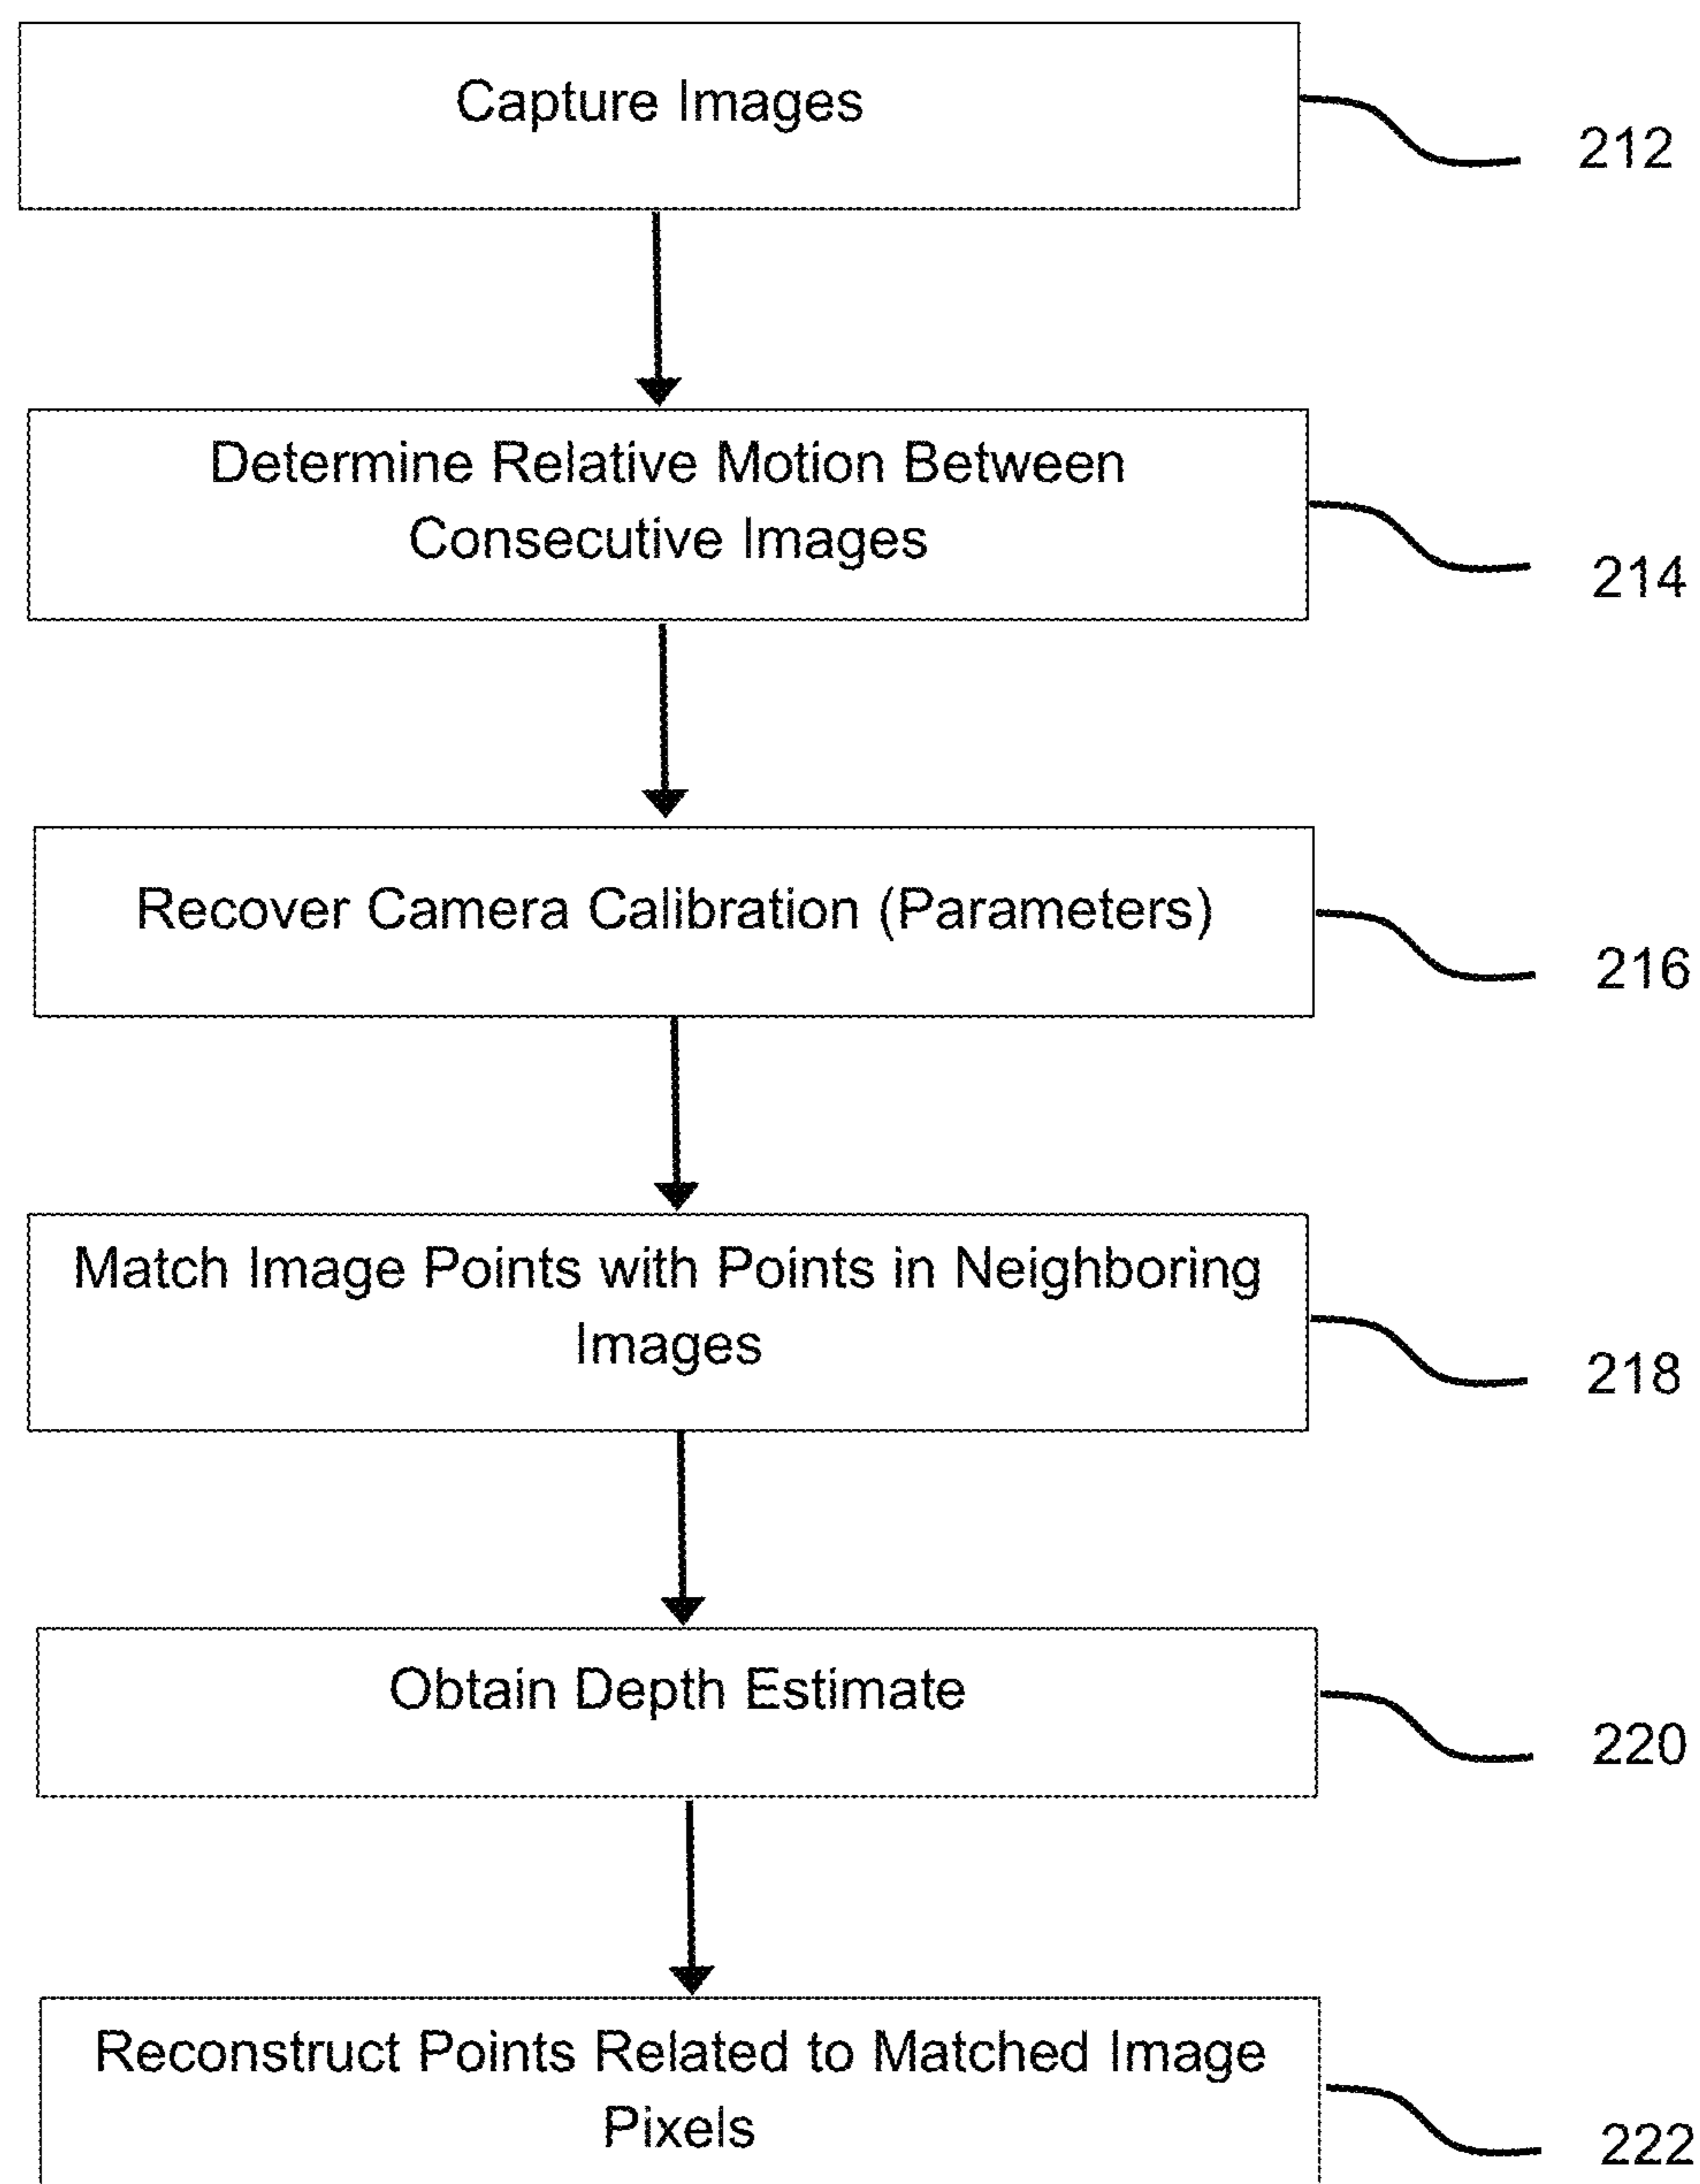 Capture Images
212
Determine Relative Motion Between
Consecutive Images
214
Recover Camera Calibration (Parameters)
216
Match Image Points with Points in Neighboring
Images
218
Obtain Depth Estimate
220
Reconstruct Points Related to Matched Image
Pixels
222